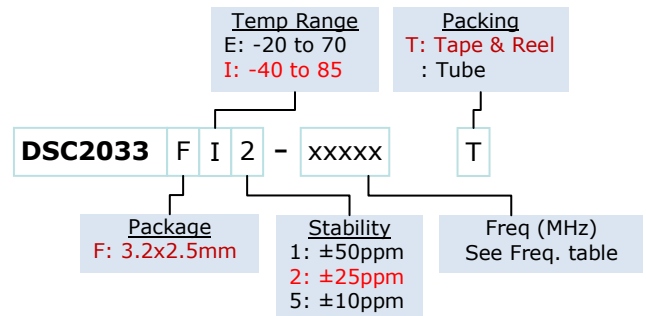 Temp Range
E: -20 to 70
I: -40 to 85
Packing
T: Tape & Reel
: Tube
DSC2033 F I 2 – xxxxx T
Package
F: 3.2x2.5mm
Stability
1: ±50ppm
2: ±25ppm
5: ±10ppm
Freq (MHz)
See Freq. table